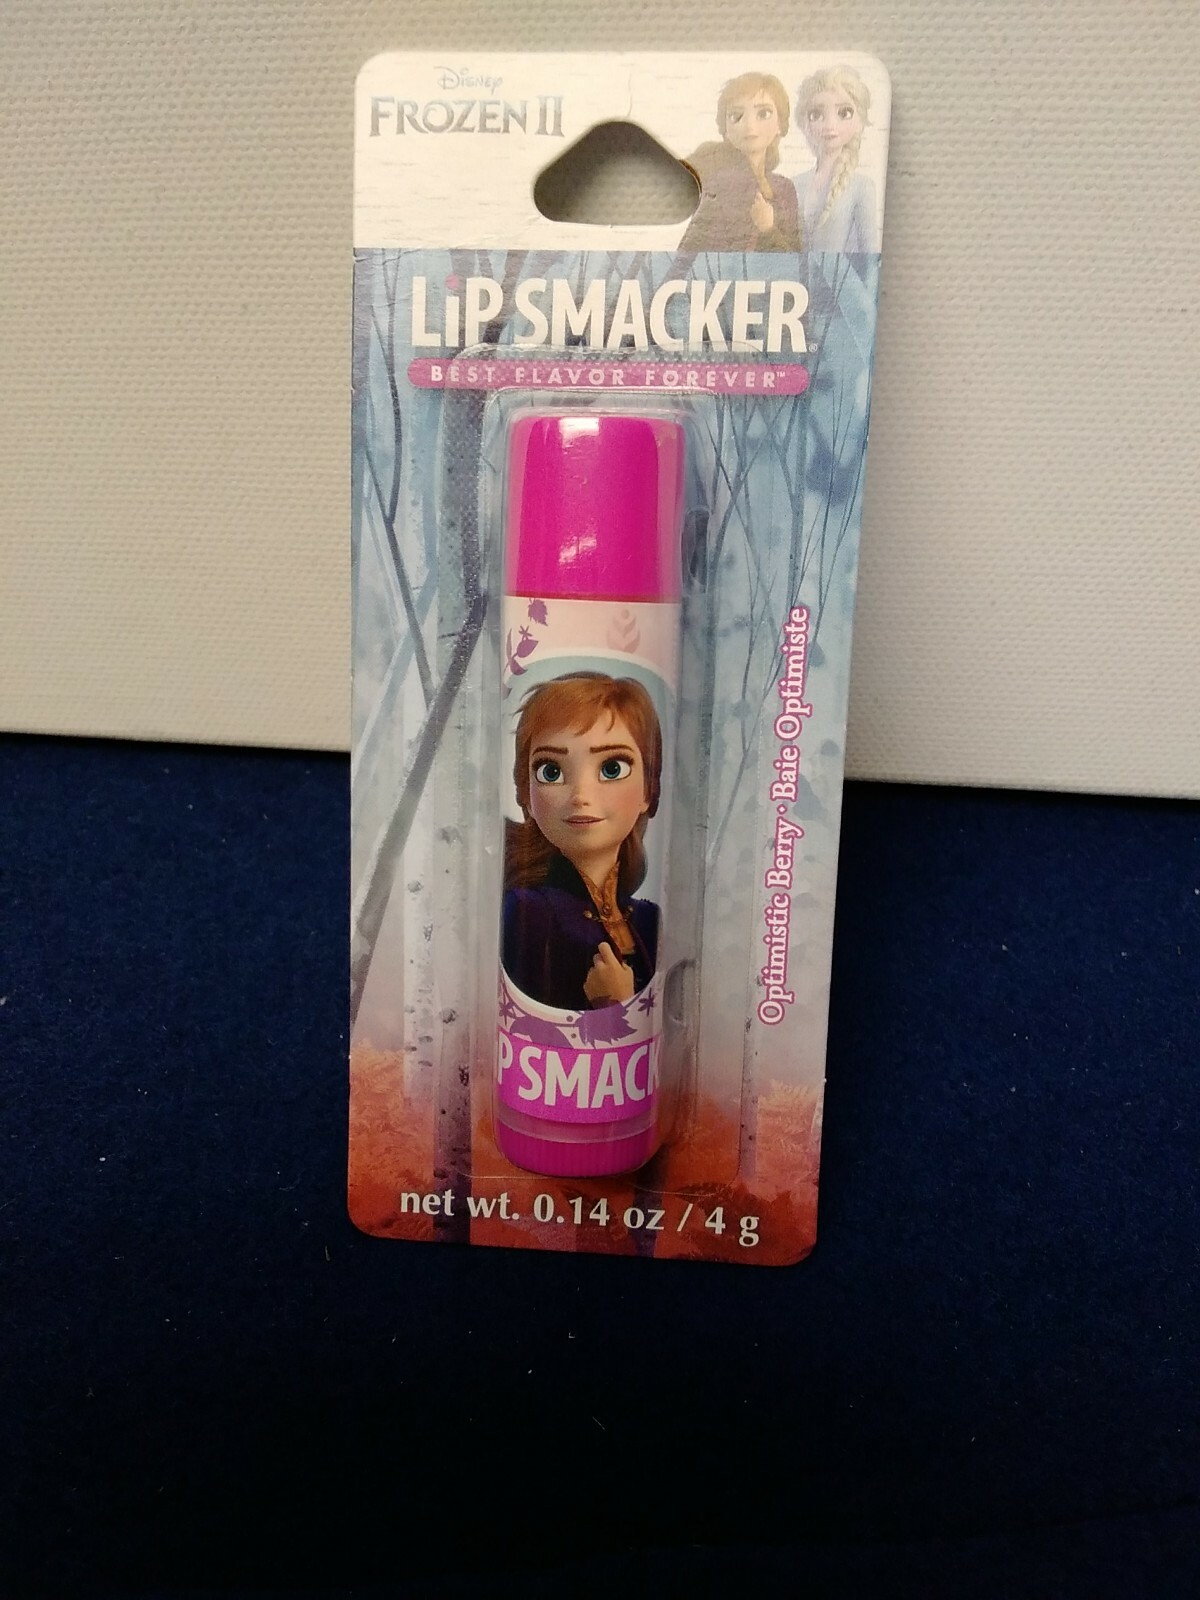 Disney
FROZEN II
LiP SMACKER®
BEST FLAVOR FOREVER™
Optimistic Berry • Baie Optimiste
P SMACK
net wt. 0.14 oz / 4 g